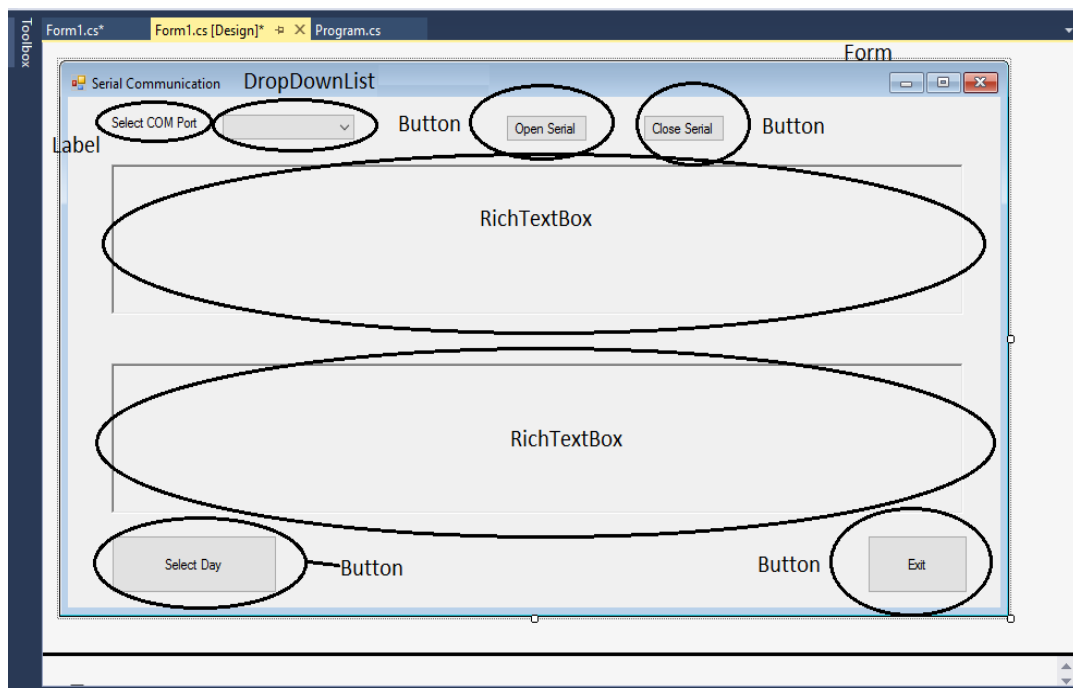 Toolbox
Form1.cs* Form1.cs [Design]* Program.cs
Form
Serial Communication DropDownList
Select COM Port Button Open Serial Close Serial Button
Label
RichTextBox
RichTextBox
Select Day Button Button Exit